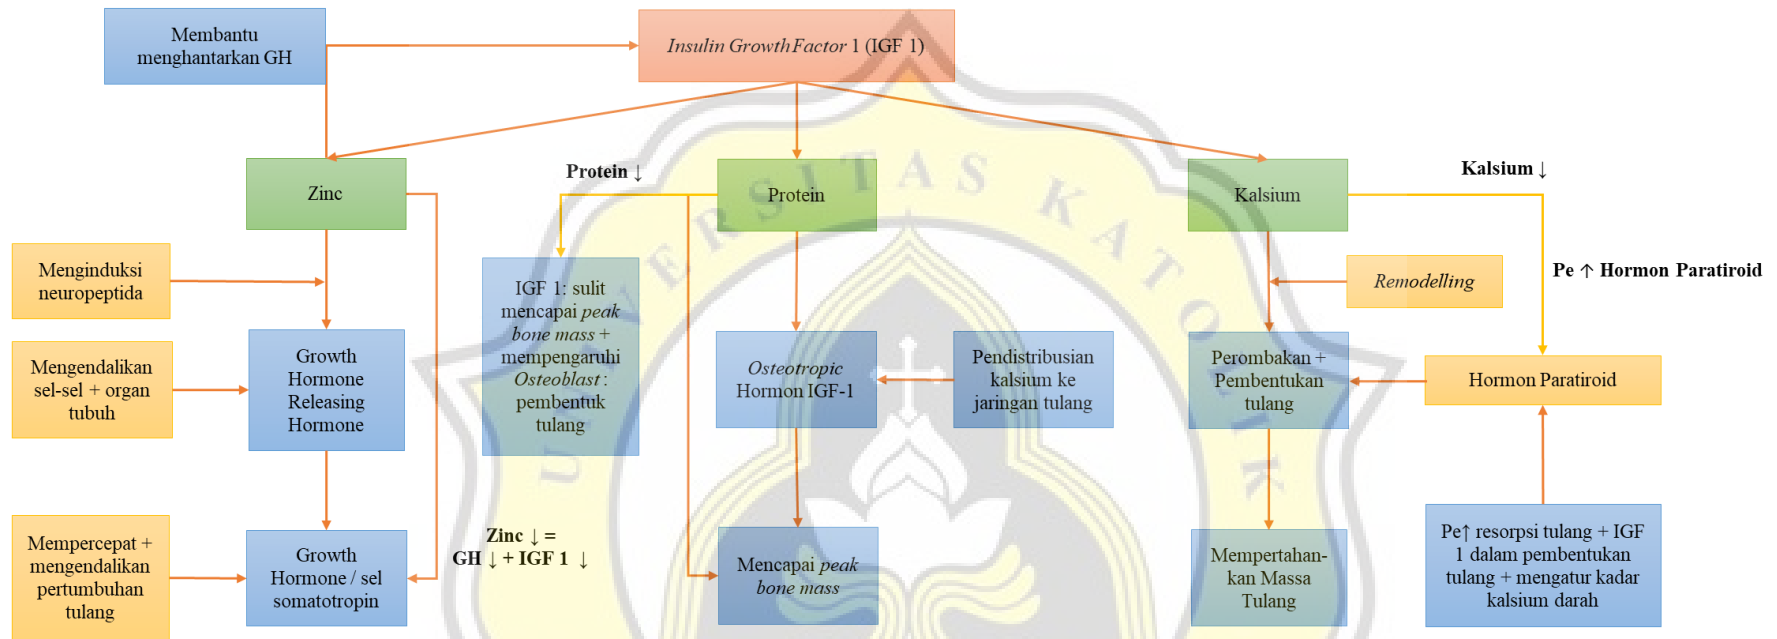 Membantu
menghantarkan GH
Insulin Growth Factor 1 (IGF 1)
Zinc
Protein ↓
Protein
Kalsium
Kalsium ↓
Menginduksi
neuropeptida
IGF 1: sulit
mencapai peak
bone mass +
mempengaruhi
Osteoblast :
pembentuk
tulang
Remodelling
Pe ↑ Hormon Paratiroid
Mengendalikan
sel-sel + organ
tubuh
Growth
Hormone
Releasing
Hormone
Osteotropic
Hormon IGF-1
Pendistribusian
kalsium ke
jaringan tulang
Perombakan +
Pembentukan
tulang
Hormon Paratiroid
Mempercepat +
mengendalikan
pertumbuhan
tulang
Growth
Hormone / sel
somatotropin
Zinc ↓ =
GH ↓ + IGF 1 ↓
Mencapai peak
bone mass
Mempertahan-
kan Massa
Tulang
Pe↑ resorpsi tulang + IGF
1 dalam pembentukan
tulang + mengatur kadar
kalsium darah
UNIVERSITAS KATOLIK